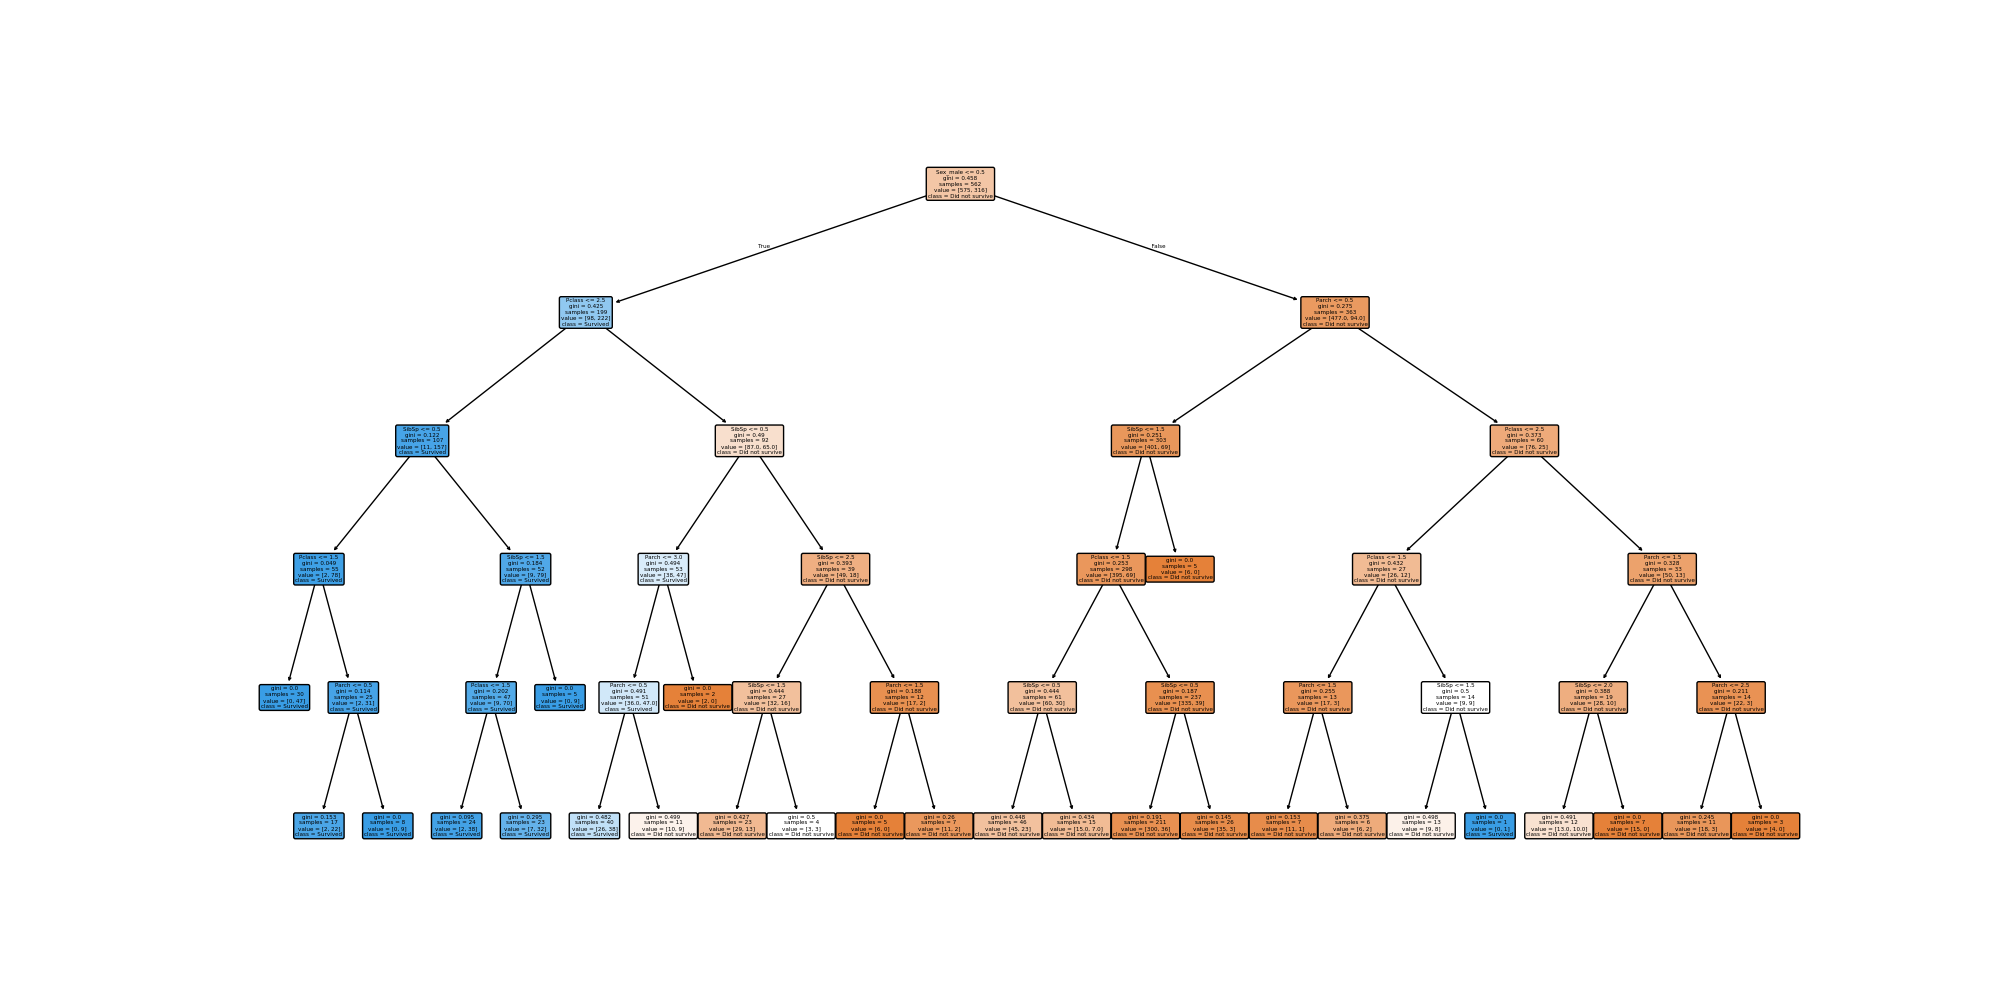 Sex_male <= 0.5
gini = 0.458
samples = 562
value = [575, 316]
class = Did not survive
True
False
Pclass <= 2.5
gini = 0.425
samples = 199
value = [98, 222]
class = Survived
Parch <= 0.5
gini = 0.275
samples = 363
value = [477.0, 94.0]
class = Did not survive
SibSp <= 0.5
gini = 0.122
samples = 107
value = [11, 157]
class = Survived
SibSp <= 0.5
gini = 0.49
samples = 92
value = [87.0, 65.0]
class = Did not survive
SibSp <= 1.5
gini = 0.251
samples = 303
value = [401, 69]
class = Did not survive
Pclass <= 2.5
gini = 0.373
samples = 60
value = [76, 25]
class = Did not survive
Pclass <= 1.5
gini = 0.049
samples = 55
value = [2, 78]
class = Survived
SibSp <= 1.5
gini = 0.184
samples = 52
value = [9, 79]
class = Survived
Parch <= 3.0
gini = 0.494
samples = 53
value = [38, 47]
class = Survived
SibSp <= 2.5
gini = 0.393
samples = 39
value = [49, 18]
class = Did not survive
Pclass <= 1.5
gini = 0.253
samples = 298
value = [395, 69]
class = Did not survive
gini = 0.0
samples = 5
value = [6, 0]
class = Did not survive
Pclass <= 1.5
gini = 0.432
samples = 27
value = [26, 12]
class = Did not survive
Parch <= 1.5
gini = 0.328
samples = 33
value = [50, 13]
class = Did not survive
gini = 0.0
samples = 30
value = [0, 47]
class = Survived
Parch <= 0.5
gini = 0.114
samples = 25
value = [2, 31]
class = Survived
Pclass <= 1.5
gini = 0.202
samples = 47
value = [9, 70]
class = Survived
gini = 0.0
samples = 5
value = [0, 9]
class = Survived
Parch <= 0.5
gini = 0.491
samples = 51
value = [36.0, 47.0]
class = Survived
gini = 0.0
samples = 2
value = [2, 0]
class = Did not survive
SibSp <= 1.5
gini = 0.444
samples = 27
value = [32, 16]
class = Did not survive
Parch <= 1.5
gini = 0.188
samples = 12
value = [17, 2]
class = Did not survive
SibSp <= 0.5
gini = 0.444
samples = 61
value = [60, 30]
class = Did not survive
SibSp <= 0.5
gini = 0.187
samples = 237
value = [335, 39]
class = Did not survive
Parch <= 1.5
gini = 0.255
samples = 13
value = [17, 3]
class = Did not survive
SibSp <= 1.5
gini = 0.5
samples = 14
value = [9, 9]
class = Did not survive
SibSp <= 2.0
gini = 0.388
samples = 19
value = [28, 10]
class = Did not survive
Parch <= 2.5
gini = 0.211
samples = 14
value = [22, 3]
class = Did not survive
gini = 0.153
samples = 17
value = [2, 22]
class = Survived
gini = 0.0
samples = 8
value = [0, 9]
class = Survived
gini = 0.095
samples = 24
value = [2, 38]
class = Survived
gini = 0.295
samples = 23
value = [7, 32]
class = Survived
gini = 0.482
samples = 40
value = [26, 38]
class = Survived
gini = 0.499
samples = 11
value = [10, 9]
class = Did not survive
gini = 0.427
samples = 23
value = [29, 13]
class = Did not survive
gini = 0.5
samples = 4
value = [3, 3]
class = Did not survive
gini = 0.0
samples = 5
value = [6, 0]
class = Did not survive
gini = 0.26
samples = 7
value = [11, 2]
class = Did not survive
gini = 0.448
samples = 46
value = [45, 23]
class = Did not survive
gini = 0.434
samples = 15
value = [15.0, 7.0]
class = Did not survive
gini = 0.191
samples = 211
value = [300, 36]
class = Did not survive
gini = 0.145
samples = 26
value = [35, 3]
class = Did not survive
gini = 0.153
samples = 7
value = [11, 1]
class = Did not survive
gini = 0.375
samples = 6
value = [6, 2]
class = Did not survive
gini = 0.498
samples = 13
value = [9, 8]
class = Did not survive
gini = 0.0
samples = 1
value = [0, 1]
class = Survived
gini = 0.491
samples = 12
value = [13.0, 10.0]
class = Did not survive
gini = 0.0
samples = 7
value = [15, 0]
class = Did not survive
gini = 0.245
samples = 11
value = [18, 3]
class = Did not survive
gini = 0.0
samples = 3
value = [4, 0]
class = Did not survive